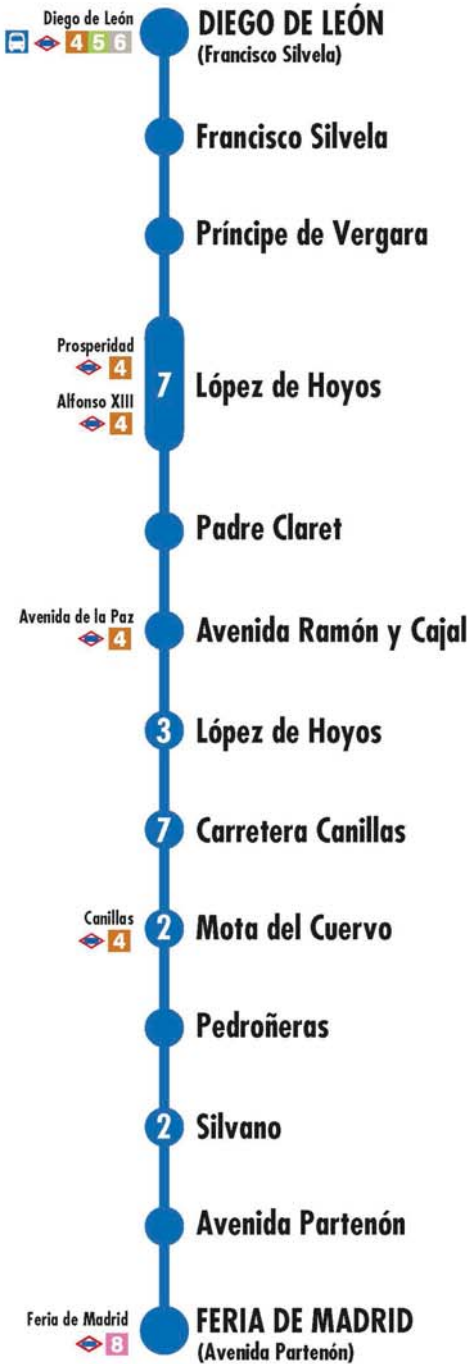 Diego de León
4 5 6
DIEGO DE LEÓN
(Francisco Silvela)
Francisco Silvela
Príncipe de Vergara
Prosperidad
4
Alfonso XIII
4
7
López de Hoyos
Padre Claret
Avenida de la Paz
4
Avenida Ramón y Cajal
3
López de Hoyos
7
Carretera Canillas
Canillas
4
2
Mota del Cuervo
Pedroñeras
2
Silvano
Avenida Partenón
Feria de Madrid
8
FERIA DE MADRID
(Avenida Partenón)